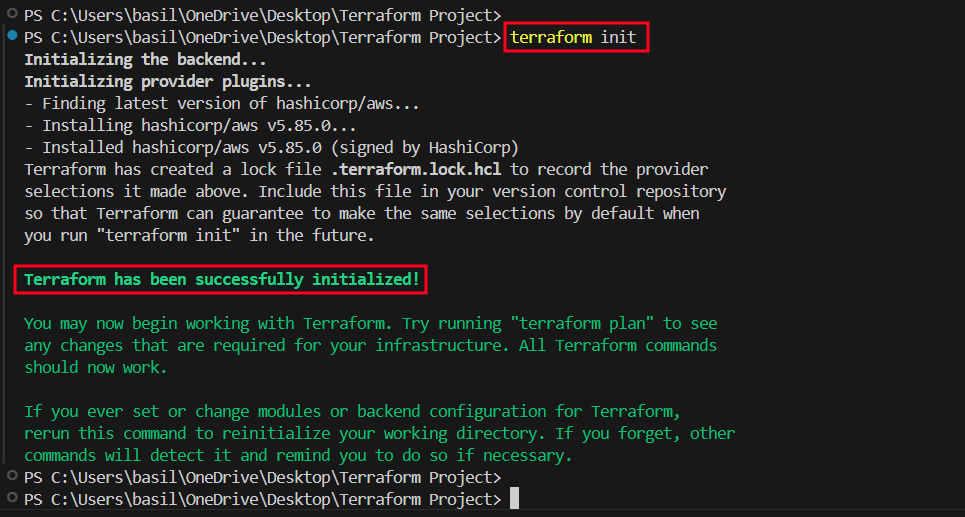 PS C:\Users\basil\OneDrive\Desktop\Terraform Project>
PS C:\Users\basil\OneDrive\Desktop\Terraform Project> terraform init
Initializing the backend...
Initializing provider plugins...
- Finding latest version of hashicorp/aws...
- Installing hashicorp/aws v5.85.0...
- Installed hashicorp/aws v5.85.0 (signed by HashiCorp)
Terraform has created a lock file .terraform.lock.hcl to record the provider
selections it made above. Include this file in your version control repository
so that Terraform can guarantee to make the same selections by default when
you run "terraform init" in the future.
Terraform has been successfully initialized!
You may now begin working with Terraform. Try running "terraform plan" to see
any changes that are required for your infrastructure. All Terraform commands
should now work.
If you ever set or change modules or backend configuration for Terraform,
rerun this command to reinitialize your working directory. If you forget, other
commands will detect it and remind you to do so if necessary.
PS C:\Users\basil\OneDrive\Desktop\Terraform Project>
PS C:\Users\basil\OneDrive\Desktop\Terraform Project>